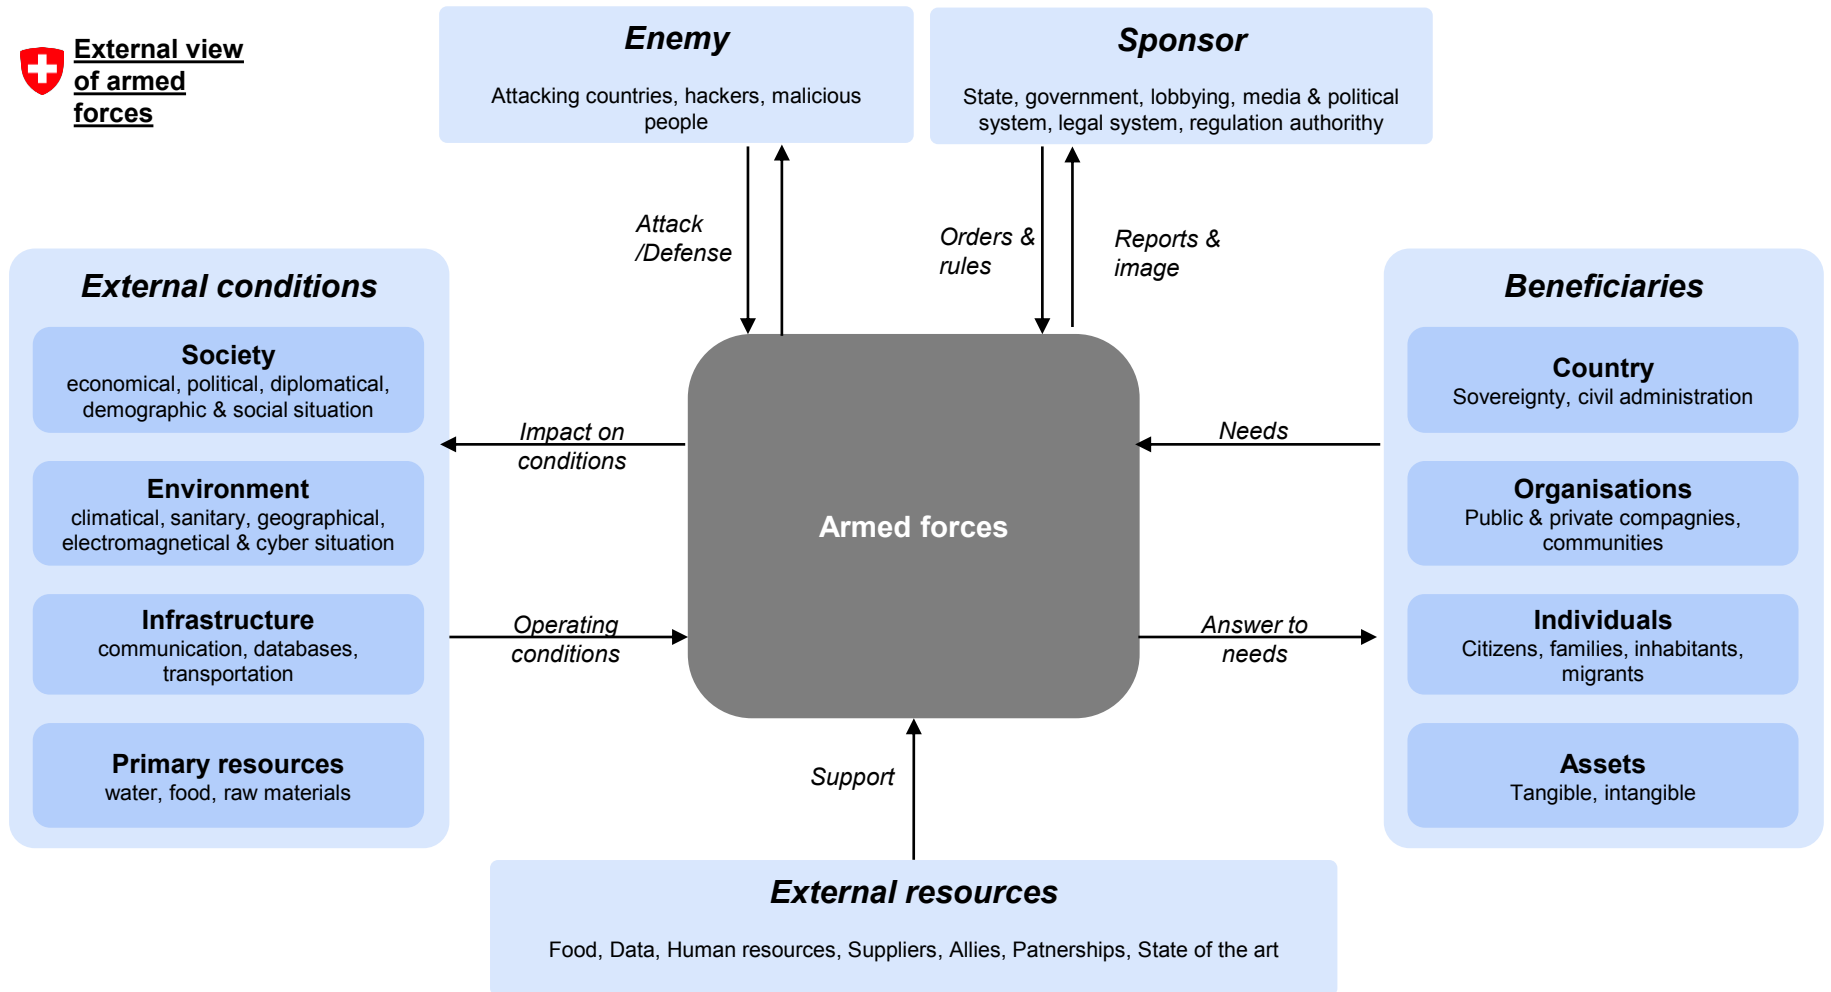 External view
of armed
forces
Enemy
Attacking countries, hackers, malicious
people
Sponsor
State, government, lobbying, media & political
system, legal system, regulation authorithy
Attack
/Defense
Orders &
rules
Reports &
image
External conditions
Society
economical, political, diplomatical,
demographic & social situation
Environment
climatical, sanitary, geographical,
electromagnetical & cyber situation
Infrastructure
communication, databases,
transportation
Primary resources
water, food, raw materials
Impact on
conditions
Operating
conditions
Armed forces
Needs
Answer to
needs
Beneficiaries
Country
Sovereignty, civil administration
Organisations
Public & private compagnies,
communities
Individuals
Citizens, families, inhabitants,
migrants
Assets
Tangible, intangible
Support
External resources
Food, Data, Human resources, Suppliers, Allies, Patnerships, State of the art